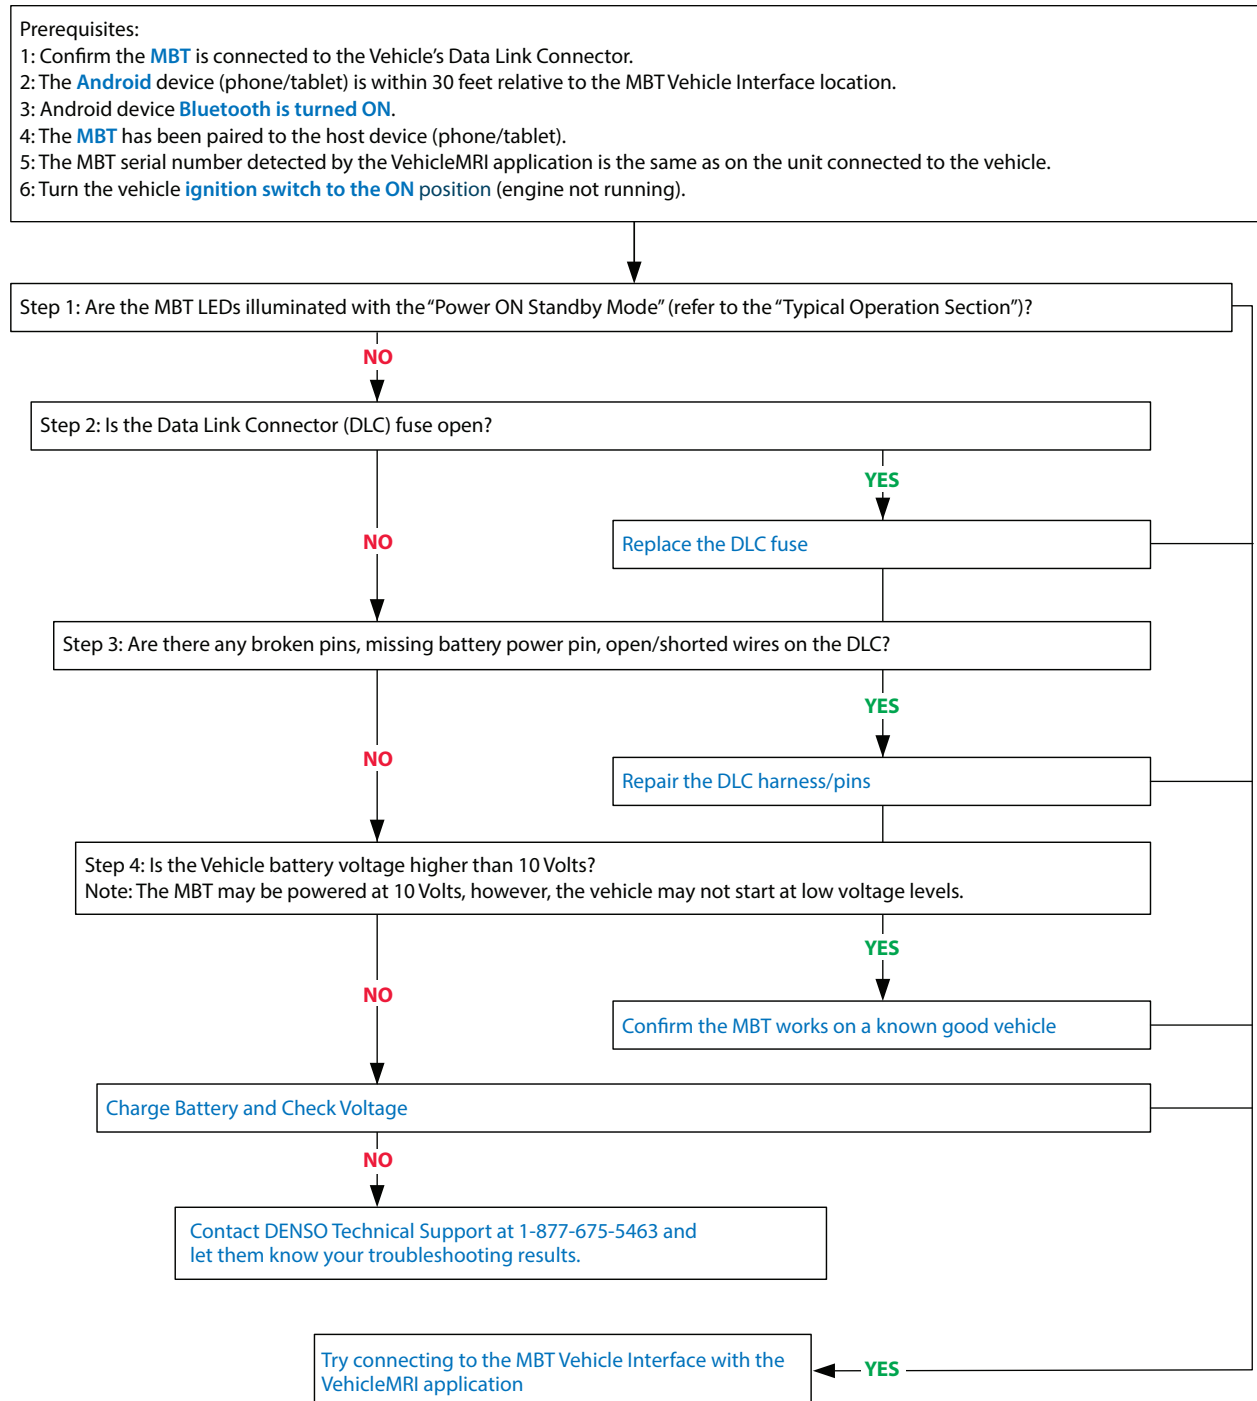 Prerequisites:
1: Confirm the MBT is connected to the Vehicle's Data Link Connector.
2: The Android device (phone/tablet) is within 30 feet relative to the MBT Vehicle Interface location.
3: Android device Bluetooth is turned ON.
4: The MBT has been paired to the host device (phone/tablet).
5: The MBT serial number detected by the VehicleMRI application is the same as on the unit connected to the vehicle.
6: Turn the vehicle ignition switch to the ON position (engine not running).
Step 1: Are the MBT LEDs illuminated with the “Power ON Standby Mode” (refer to the “Typical Operation Section”)?
NO
Step 2: Is the Data Link Connector (DLC) fuse open?
YES
NO
Replace the DLC fuse
Step 3: Are there any broken pins, missing battery power pin, open/shorted wires on the DLC?
YES
NO
Repair the DLC harness/pins
Step 4: Is the Vehicle battery voltage higher than 10 Volts?
Note: The MBT may be powered at 10 Volts, however, the vehicle may not start at low voltage levels.
YES
NO
Confirm the MBT works on a known good vehicle
Charge Battery and Check Voltage
NO
Contact DENSO Technical Support at 1-877-675-5463 and
let them know your troubleshooting results.
Try connecting to the MBT Vehicle Interface with the
VehicleMRI application
YES